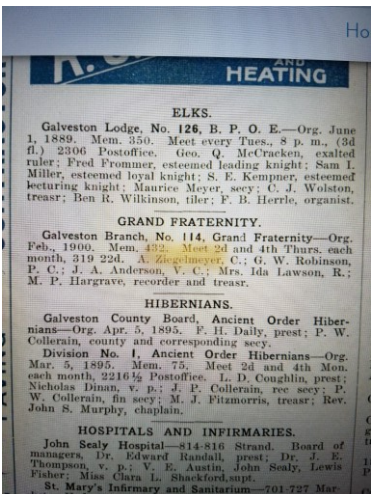 Ho
AND
HEATING
ELKS.
Galveston Lodge, No. 126, B. P. O. E.—Org. June
1, 1889. Mem. 350. Meet every Tues., 8 p. m., (3d
fl.) 2306 Postoffice. Geo. Q. McCracken, exalted
ruler; Fred Frommer, esteemed leading knight; Sam I.
Miller, esteemed loyal knight; S. E. Kempner, esteemed
lecturing knight; Maurice Meyer, secy; C. J. Wolston,
treasr; Ben R. Wilkinson, tiler; F. B. Herrle, organist.
GRAND FRATERNITY.
Galveston Branch, No. 114, Grand Fraternity—Org.
Feb., 1900. Mem. 432. Meet 2d and 4th Thurs. each
month, 319 22d. A. Ziegelmeyer, C.; G. W. Robinson,
P. C.; J. A. Anderson, V. C.; Mrs. Ida Lawson, R.;
M. P. Hargrave, recorder and treasr.
HIBERNIANS.
Galveston County Board, Ancient Order Hiber-
nians—Org. Apr. 5, 1895. F. H. Daily, prest; P. W.
Collerain, county and corresponding secy.
Division No. 1, Ancient Order Hibernians—Org.
Mar. 5, 1895. Mem. 75. Meet 2d and 4th Mon.
each month, 2216½ Postoffice. L. D. Coughlin, prest;
Nicholas Dinan, v. p.; J. P. Collerain, rec secy; P.
W. Collerain, fin secy; M. J. Fitzmorris, treasr; Rev.
John S. Murphy, chaplain.
HOSPITALS AND INFIRMARIES.
John Sealy Hospital—814-816 Strand. Board of
managers, Dr. Edward Randall, prest; Dr. J. E.
Thompson, v. p.; V. E. Austin, John Sealy, Lewis
Fisher; Miss Clara L. Shackford, supt.
St. Mary's Infirmary and Sanitarium—701-727 Mar-